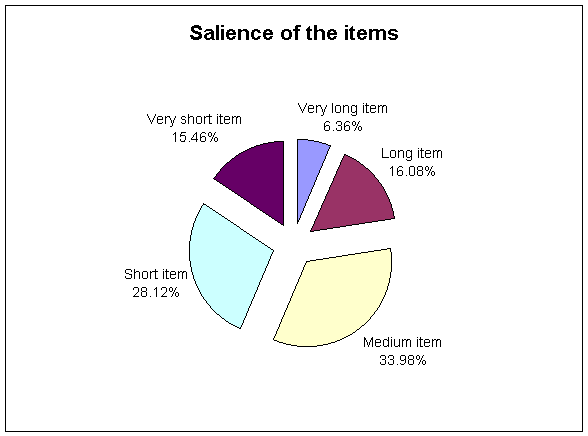 Salience of the items
Very long item
6.36%
Long item
16.08%
Medium item
33.98%
Short item
28.12%
Very short item
15.46%